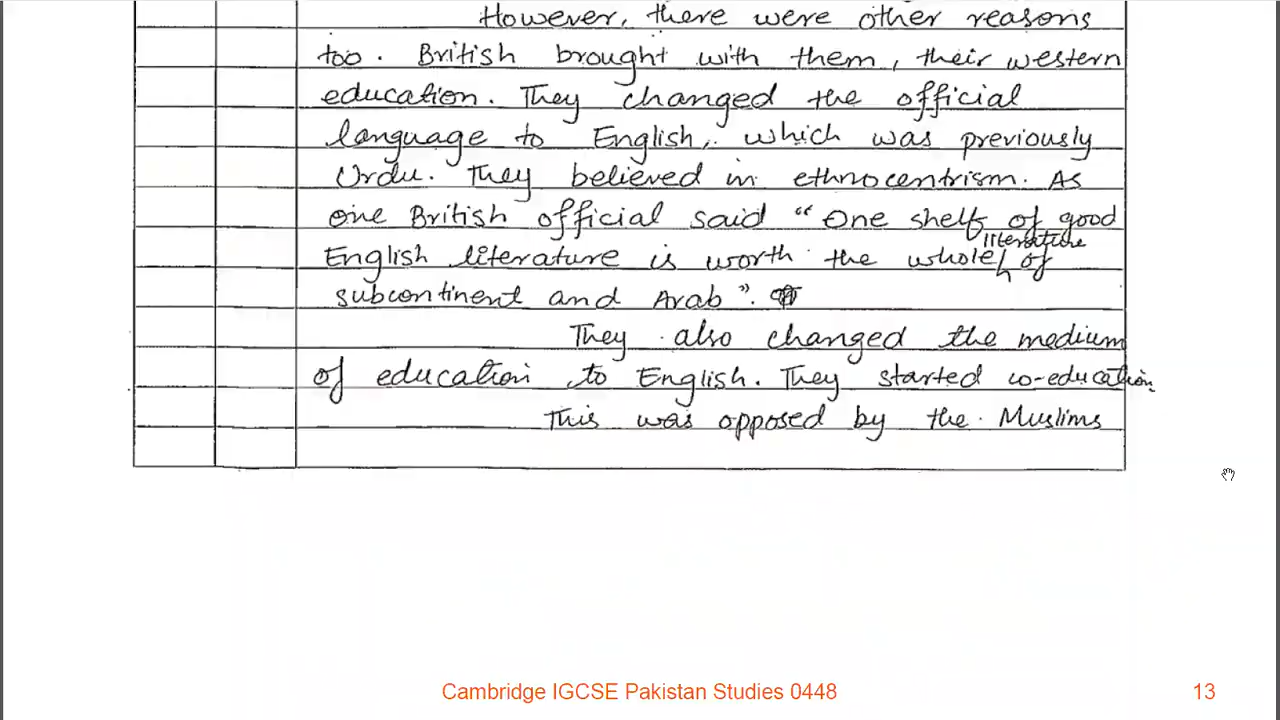 However, there were other reasons
too. British brought with them, their western
education. They changed the official
language to English, which was previously
Urdu. They believed in ethnocentrism. As
one British official said "One shelf of good
literature
English literature is worth the whole of
subcontinent and Arab".
They also changed the medium
of education to English. They started co-education.
This was opposed by the Muslims
Cambridge IGCSE Pakistan Studies 0448
13